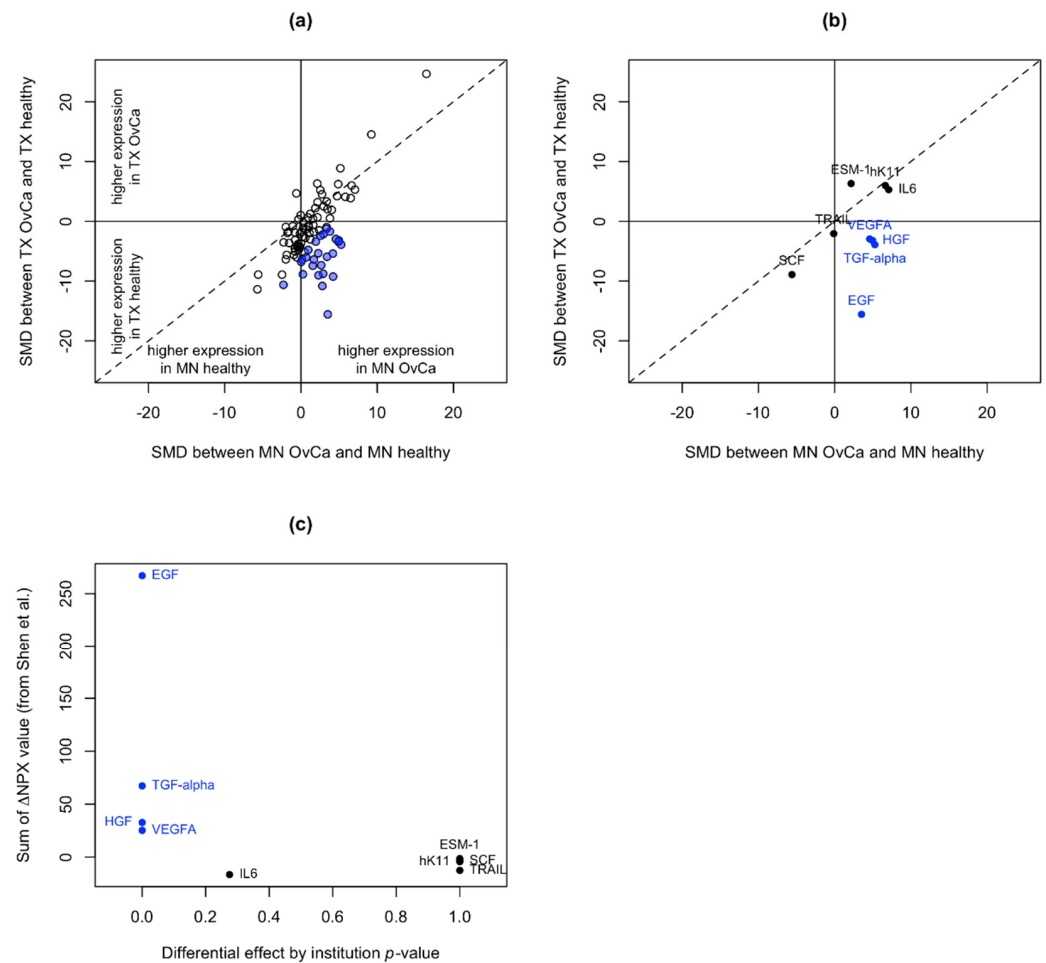 (a)
SMD between TX OvCa and TX healthy
20
10
0
-10
-20
higher expression
in TX OvCa
higher expression
in TX healthy
higher expression
in MN healthy
higher expression
in MN OvCa
-20
-10
0
10
20
SMD between MN OvCa and MN healthy
(b)
SMD between TX OvCa and TX healthy
20
10
0
-10
-20
ESM-1
hK11
IL6
TRAIL
VEGFA
HGF
TGF-alpha
SCF
EGF
-20
-10
0
10
20
SMD between MN OvCa and MN healthy
(c)
Sum of ΔNPX value (from Shen et al.)
250
200
150
100
50
0
EGF
TGF-alpha
HGF
VEGFA
IL6
ESM-1
hK11
SCF
TRAIL
0.0
0.2
0.4
0.6
0.8
1.0
Differential effect by institution p-value